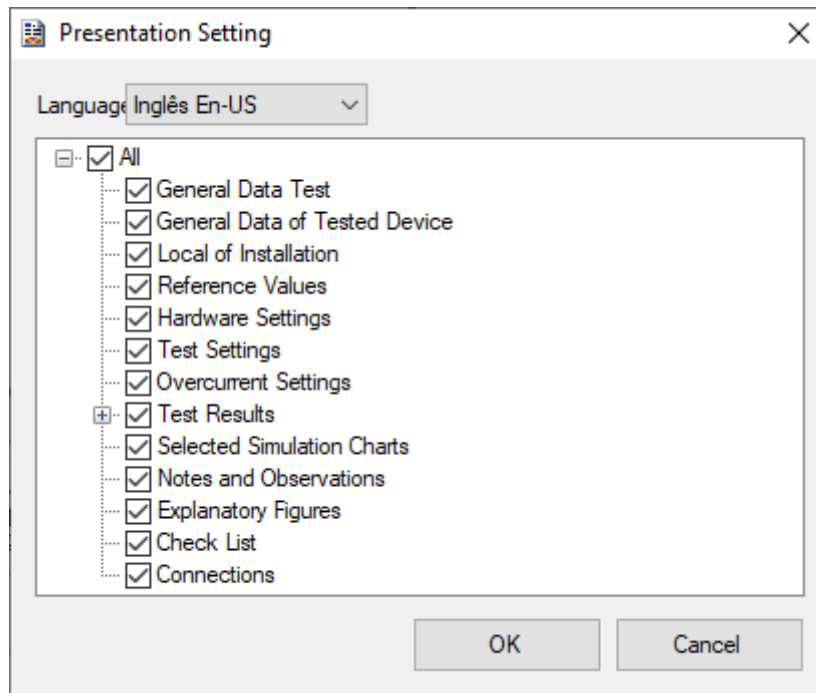 Presentation Setting
Language Inglês En-US
All
General Data Test
General Data of Tested Device
Local of Installation
Reference Values
Hardware Settings
Test Settings
Overcurrent Settings
Test Results
Selected Simulation Charts
Notes and Observations
Explanatory Figures
Check List
Connections
OK Cancel